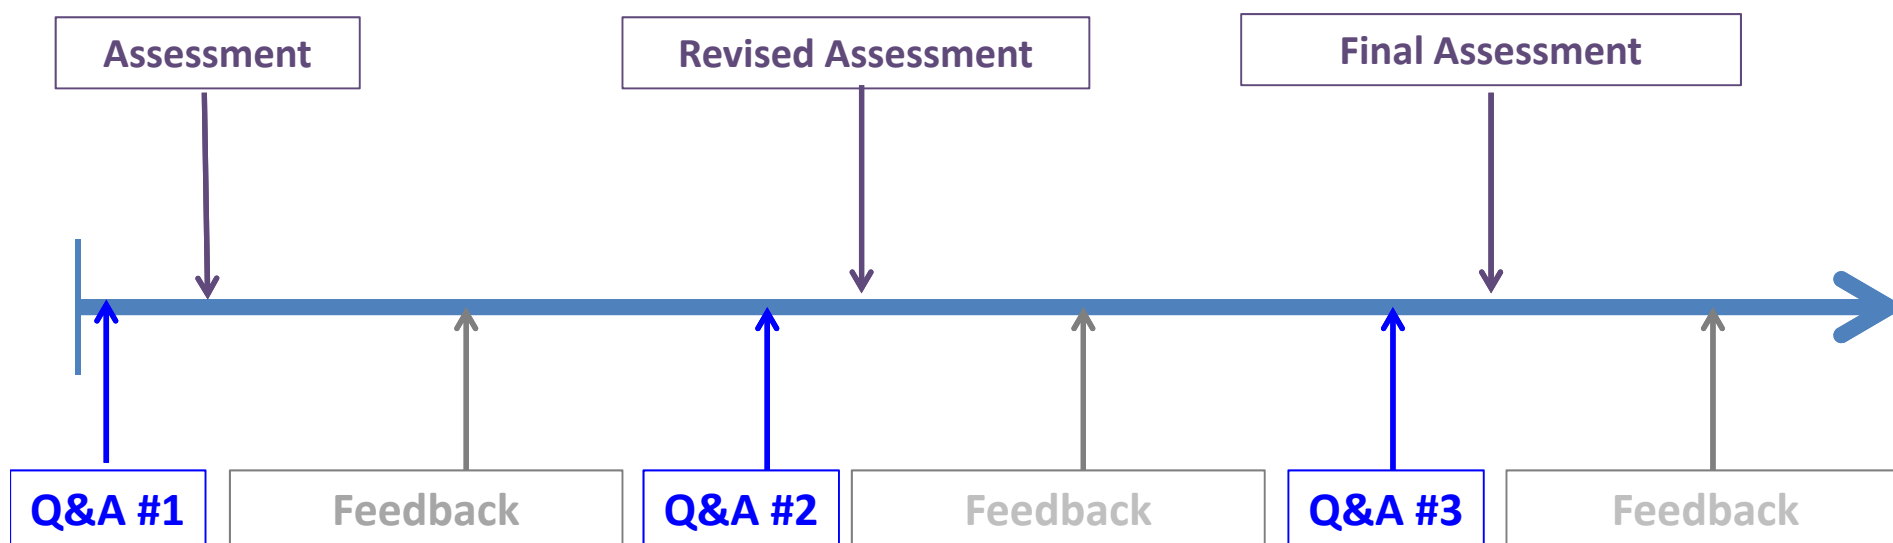 Assessment
Revised Assessment
Final Assessment
Q&A #1
Feedback
Q&A #2
Feedback
Q&A #3
Feedback